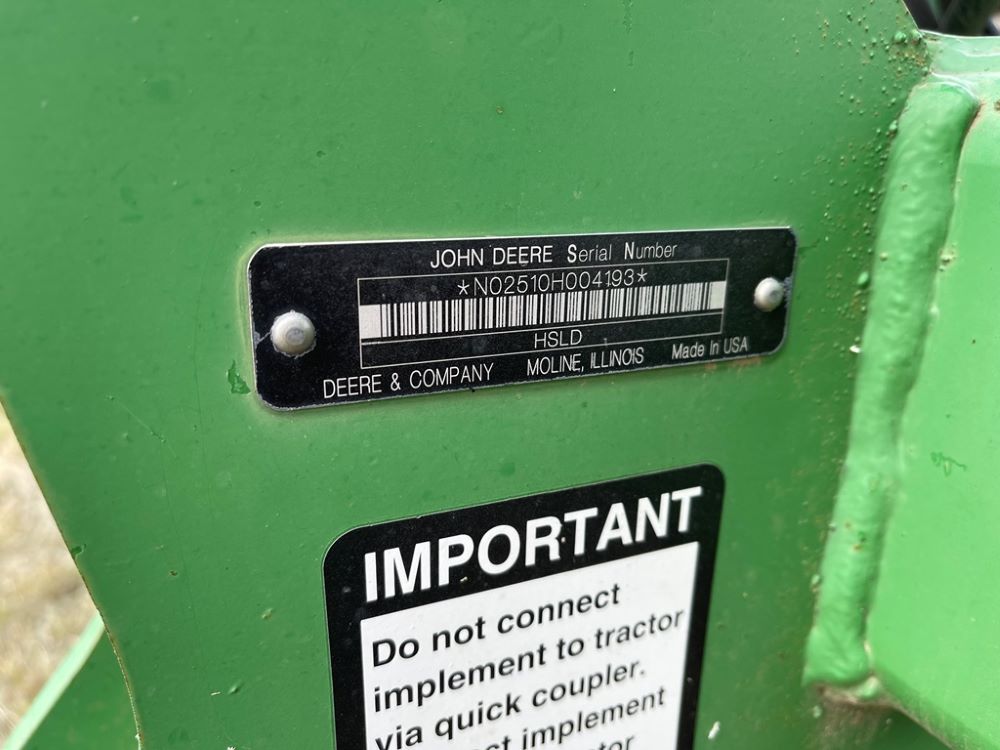 JOHN DEERE Serial Number
*N02510H004193*
HSLD
DEERE & COMPANY MOLINE, ILLINOIS Made In USA
IMPORTANT
Do not connect
implement to tractor
via quick coupler.
implement